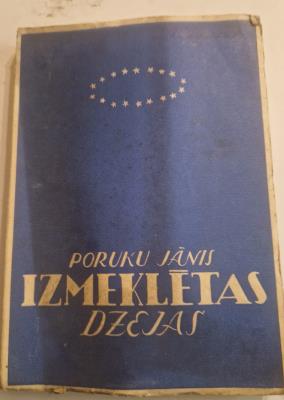 PORUKU JĀNIS
IZMEKLĒTAS
DZEJAS